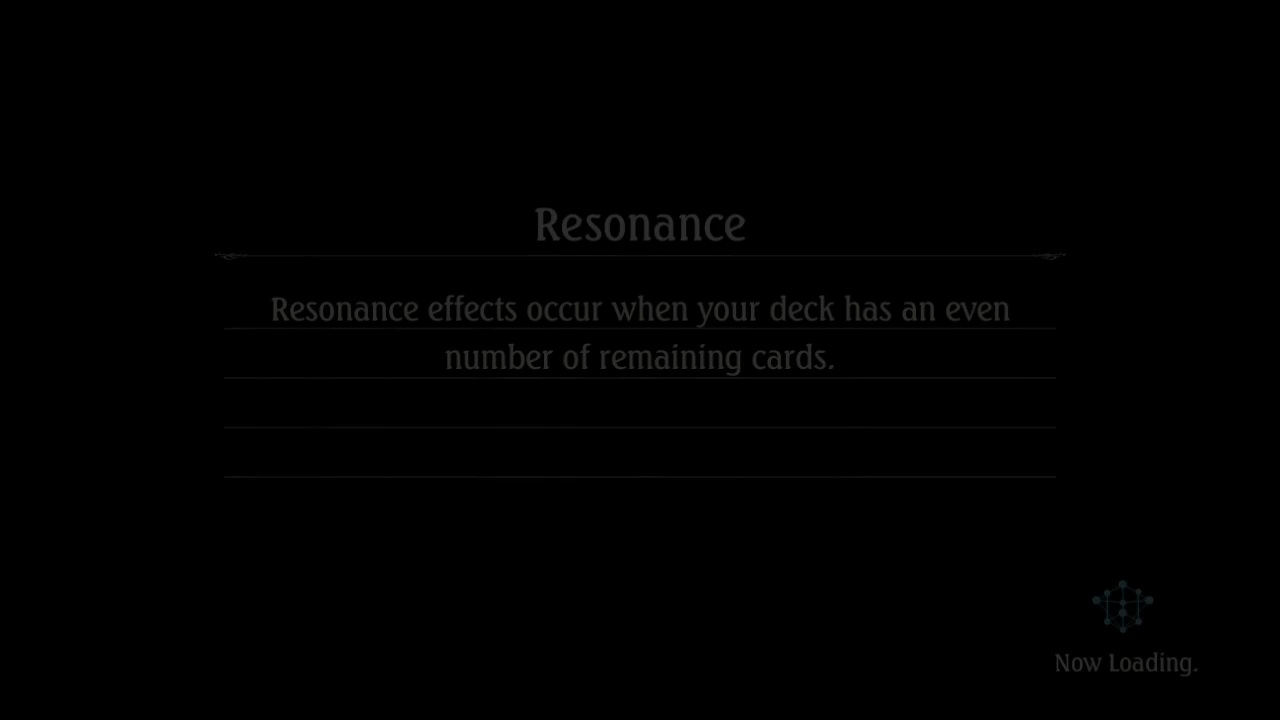 Resonance
Resonance effects occur when your deck has an even
number of remaining cards.
Now Loading.